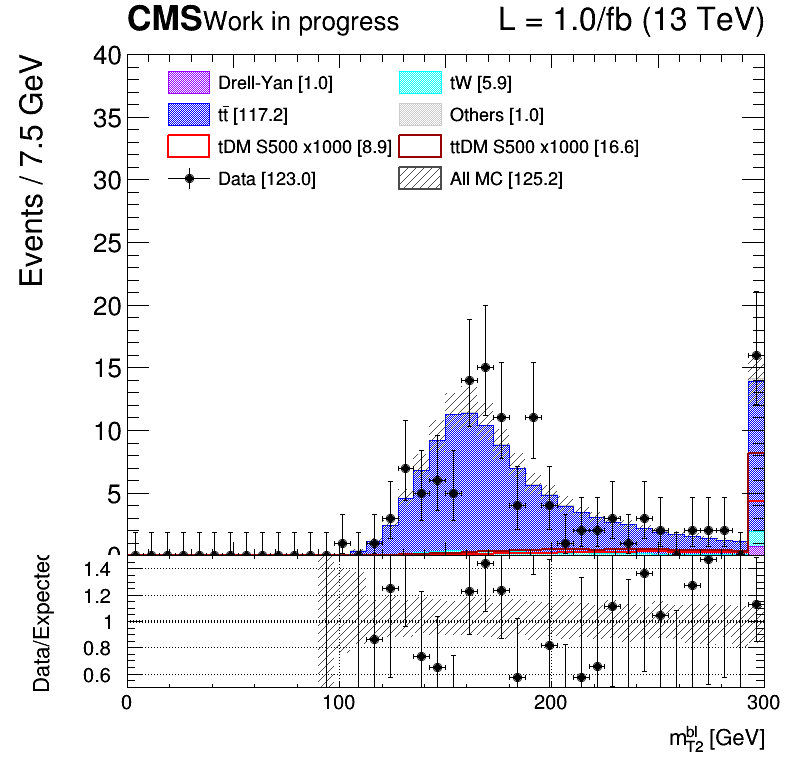 CMS Work in progress L = 1.0/fb (13 TeV)
Events / 7.5 GeV
40
35
30
25
20
15
10
5
0
Drell-Yan [1.0] tW [5.9]
tt̄ [117.2] Others [1.0]
tDM S500 x1000 [8.9] ttDM S500 x1000 [16.6]
Data [123.0] All MC [125.2]
Data/Expected
1.4
1.2
1
0.8
0.6
0 100 200 300
m_T2^bl [GeV]